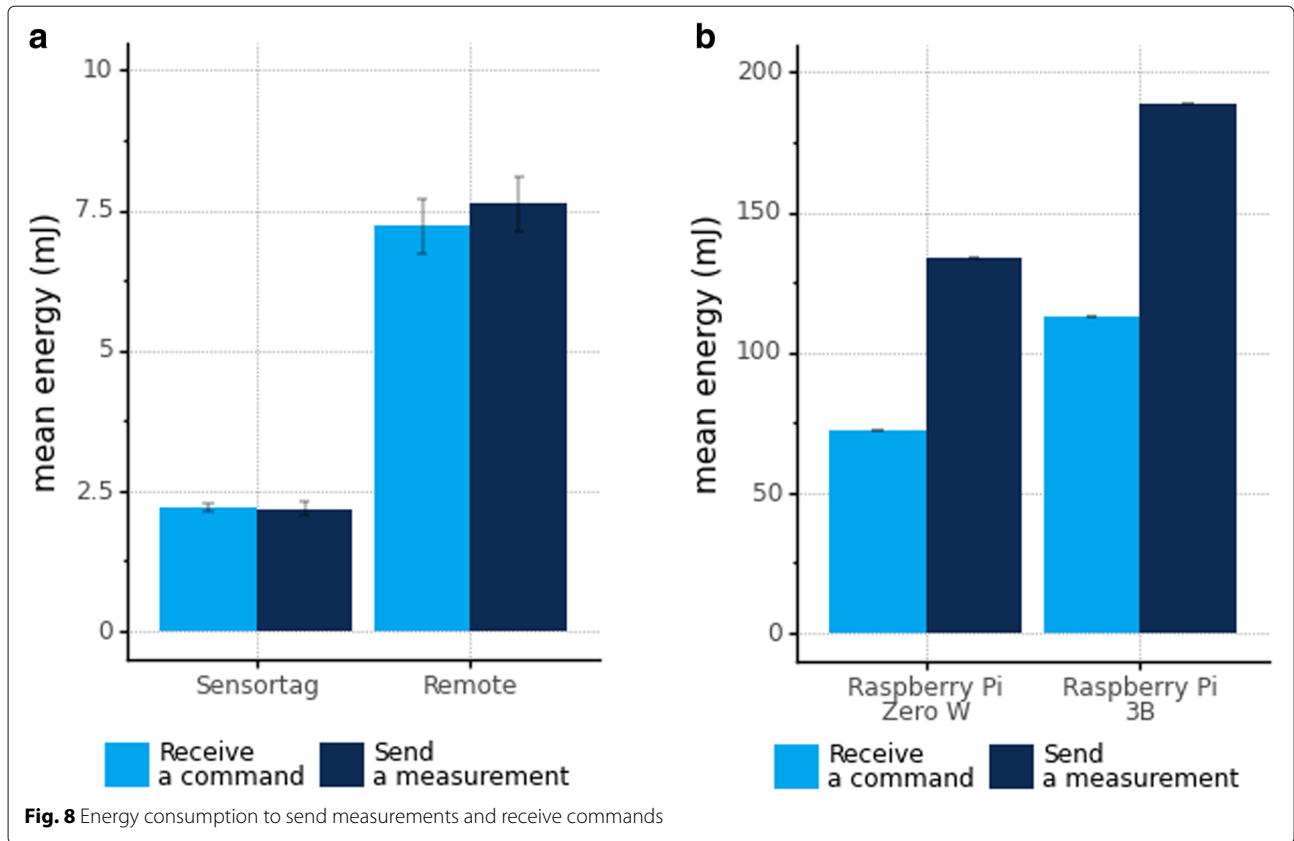 a
10
7.5
5
2.5
0
mean energy (mJ)
Sensortag
Remote
Receive
a command
Send
a measurement
b
200
150
100
50
0
mean energy (mJ)
Raspberry Pi
Zero W
Raspberry Pi
3B
Receive
a command
Send
a measurement
Fig. 8 Energy consumption to send measurements and receive commands